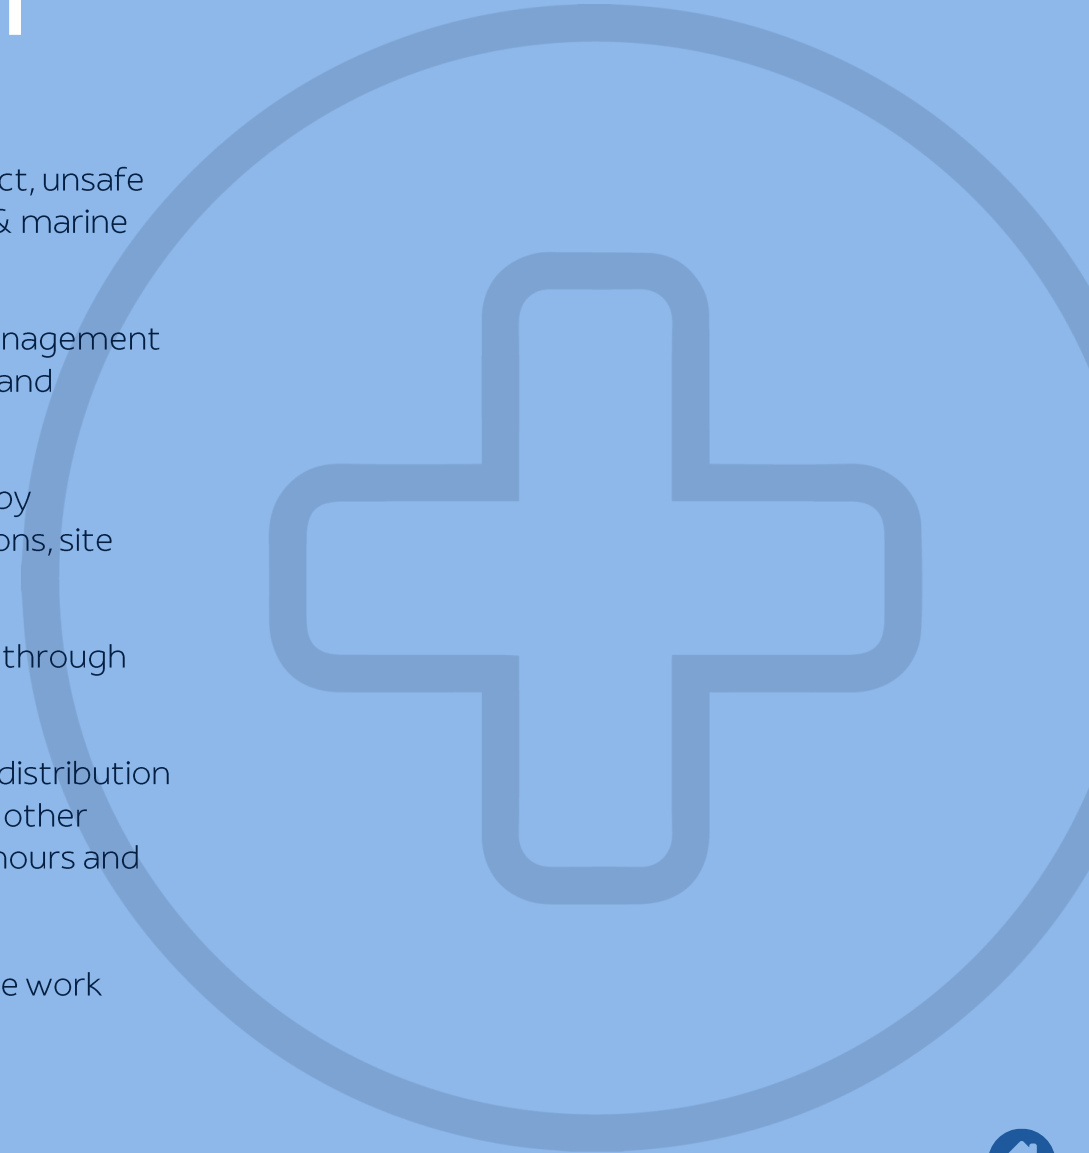 ct, unsafe
& marine
nagement
and
by
ons, site
through
distribution
other
hours and
e work